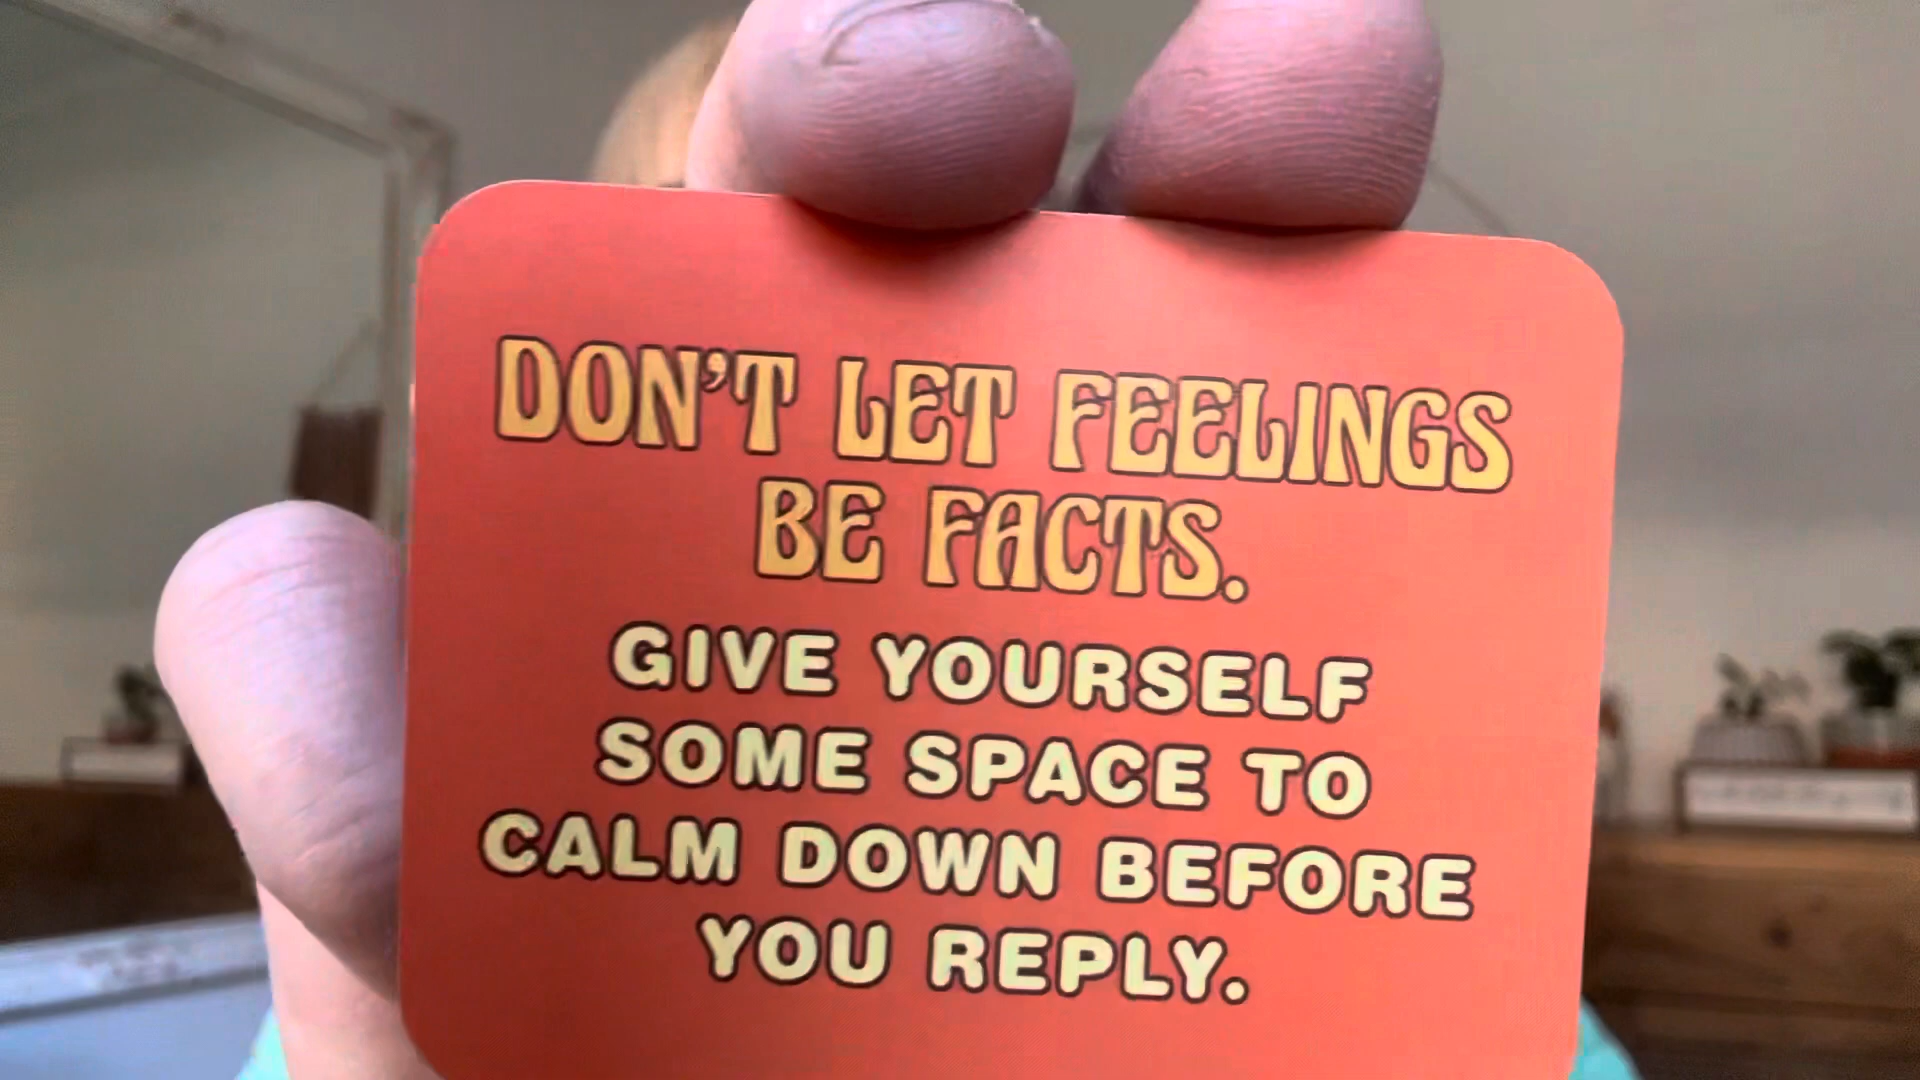 DON'T LET FEELINGS
BE FACTS.
GIVE YOURSELF
SOME SPACE TO
CALM DOWN BEFORE
YOU REPLY.